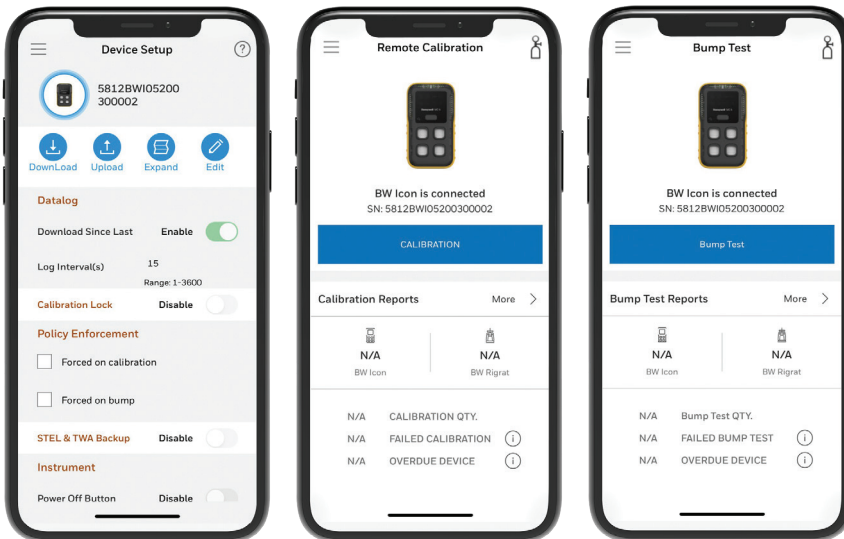 Device Setup
?
5812BWI05200
300002
DownLoad
Upload
Expand
Edit
Datalog
Download Since Last
Enable
Log Interval(s)
15
Range: 1-3600
Calibration Lock
Disable
Policy Enforcement
Forced on calibration
Forced on bump
STEL & TWA Backup
Disable
Instrument
Power Off Button
Disable
Remote Calibration
BW Icon is connected
SN: 5812BWI05200300002
CALIBRATION
Calibration Reports
More
N/A
BW Icon
N/A
BW Rigrat
N/A
CALIBRATION QTY.
N/A
FAILED CALIBRATION
i
N/A
OVERDUE DEVICE
i
Bump Test
BW Icon is connected
SN: 5812BWI05200300002
Bump Test
Bump Test Reports
More
N/A
BW Icon
N/A
BW Rigrat
N/A
Bump Test QTY.
N/A
FAILED BUMP TEST
i
N/A
OVERDUE DEVICE
i